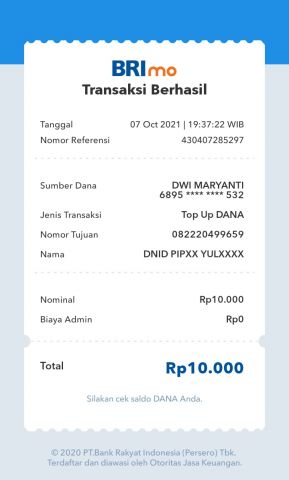 BRImo
Transaksi Berhasil
Tanggal 07 Oct 2021 | 19:37:22 WIB
Nomor Referensi 430407285297
Sumber Dana DWI MARYANTI
6895 **** **** 532
Jenis Transaksi Top Up DANA
Nomor Tujuan 082220499659
Nama DNID PIPXX YULXXXX
Nominal Rp10.000
Biaya Admin Rp0
Total Rp10.000
Silakan cek saldo DANA Anda.
© 2020 PT.Bank Rakyat Indonesia (Persero) Tbk.
Terdaftar dan diawasi oleh Otoritas Jasa Keuangan.